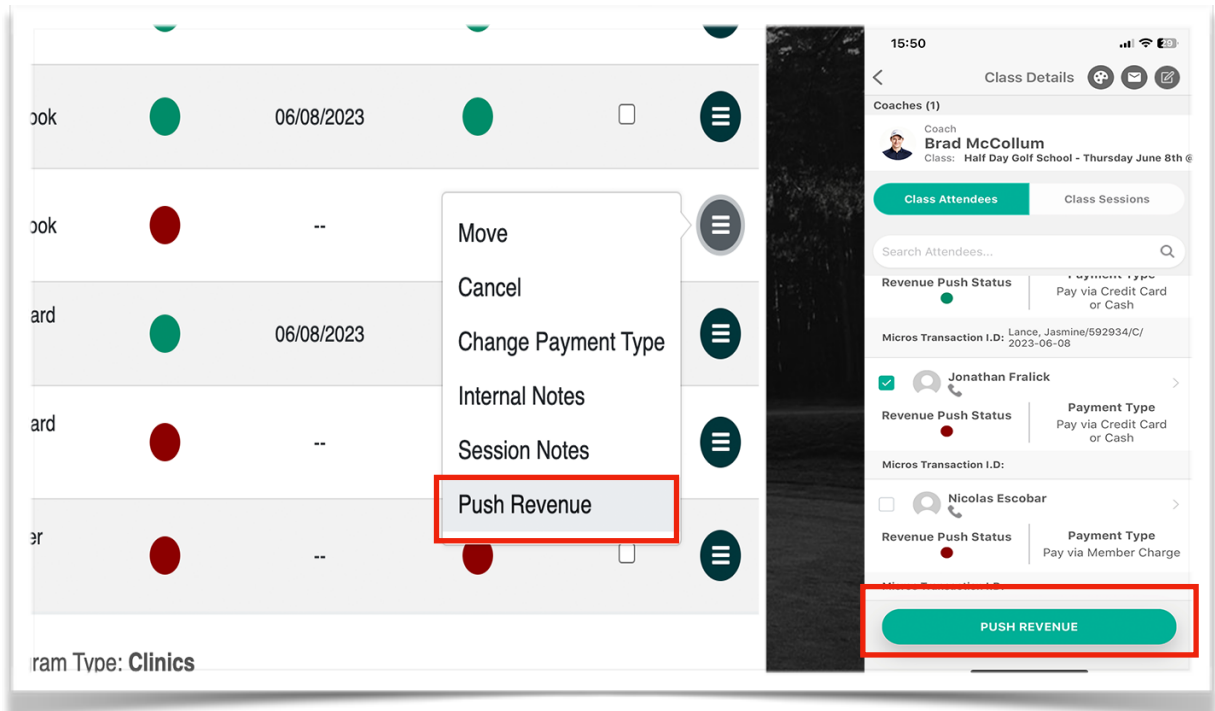 ook
06/08/2023
ook
--
Move
Cancel
ard
06/08/2023
Change Payment Type
Internal Notes
ard
--
Session Notes
Push Revenue
er
--
gram Type: Clinics
15:50
29
Class Details
Coaches (1)
Coach
Brad McCollum
Class: Half Day Golf School - Thursday June 8th @
Class Attendees
Class Sessions
Search Attendees...
Revenue Push Status
Payment Type
Pay via Credit Card
or Cash
Micros Transaction I.D:
Lance, Jasmine/592934/C/
2023-06-08
Jonathan Fralick
Revenue Push Status
Payment Type
Pay via Credit Card
or Cash
Micros Transaction I.D:
Nicolas Escobar
Revenue Push Status
Payment Type
Pay via Member Charge
Micros Transaction I.D:
PUSH REVENUE